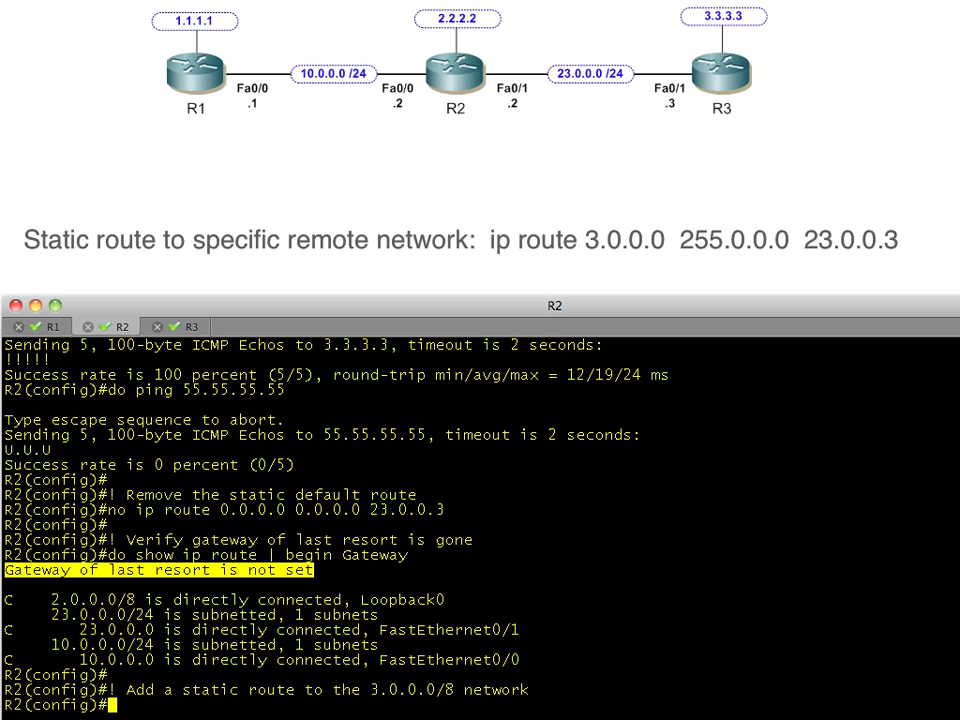 1.1.1.1
2.2.2.2
3.3.3.3
10.0.0.0 /24
23.0.0.0 /24
Fa0/0
.1
Fa0/0
.2
Fa0/1
.2
Fa0/1
.3
R1
R2
R3
Static route to specific remote network: ip route 3.0.0.0 255.0.0.0 23.0.0.3
R2
R1
R2
R3
Sending 5, 100-byte ICMP Echos to 3.3.3.3, timeout is 2 seconds:
!!!!!
Success rate is 100 percent (5/5), round-trip min/avg/max = 12/19/24 ms
R2(config)#do ping 55.55.55.55
Type escape sequence to abort.
Sending 5, 100-byte ICMP Echos to 55.55.55.55, timeout is 2 seconds:
U.U.U
Success rate is 0 percent (0/5)
R2(config)#
R2(config)#! Remove the static default route
R2(config)#no ip route 0.0.0.0 0.0.0.0 23.0.0.3
R2(config)#
R2(config)#! Verify gateway of last resort is gone
R2(config)#do show ip route | begin Gateway
Gateway of last resort is not set
C 2.0.0.0/8 is directly connected, Loopback0
23.0.0.0/24 is subnetted, 1 subnets
C 23.0.0.0 is directly connected, FastEthernet0/1
10.0.0.0/24 is subnetted, 1 subnets
C 10.0.0.0 is directly connected, FastEthernet0/0
R2(config)#
R2(config)#! Add a static route to the 3.0.0.0/8 network
R2(config)#